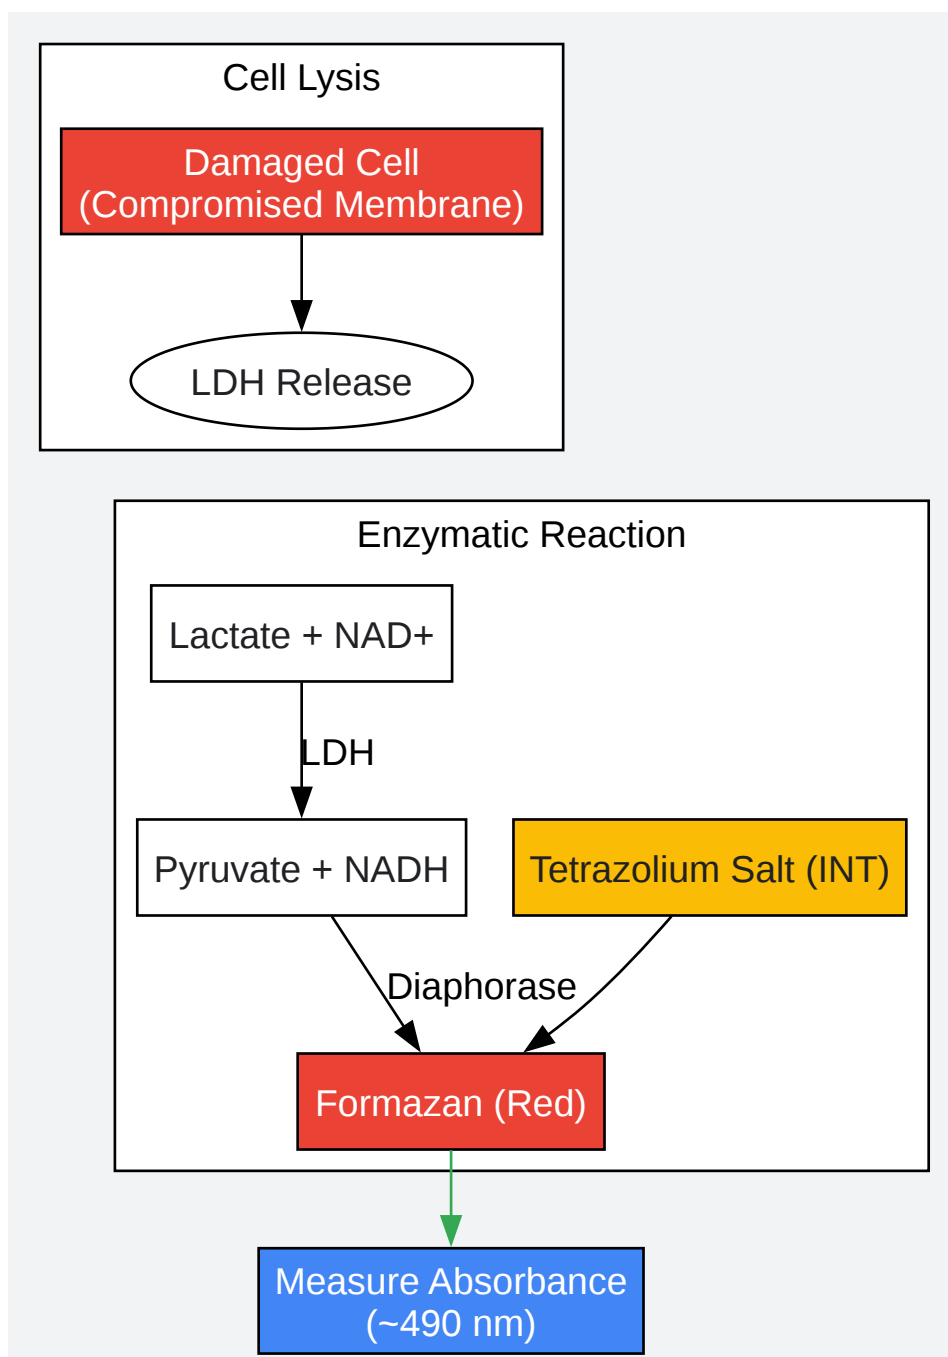 Cell Lysis
Damaged Cell
(Compromised Membrane)
LDH Release
Enzymatic Reaction
Lactate + NAD+
LDH
Pyruvate + NADH
Tetrazolium Salt (INT)
Diaphorase
Formazan (Red)
Measure Absorbance
(~490 nm)